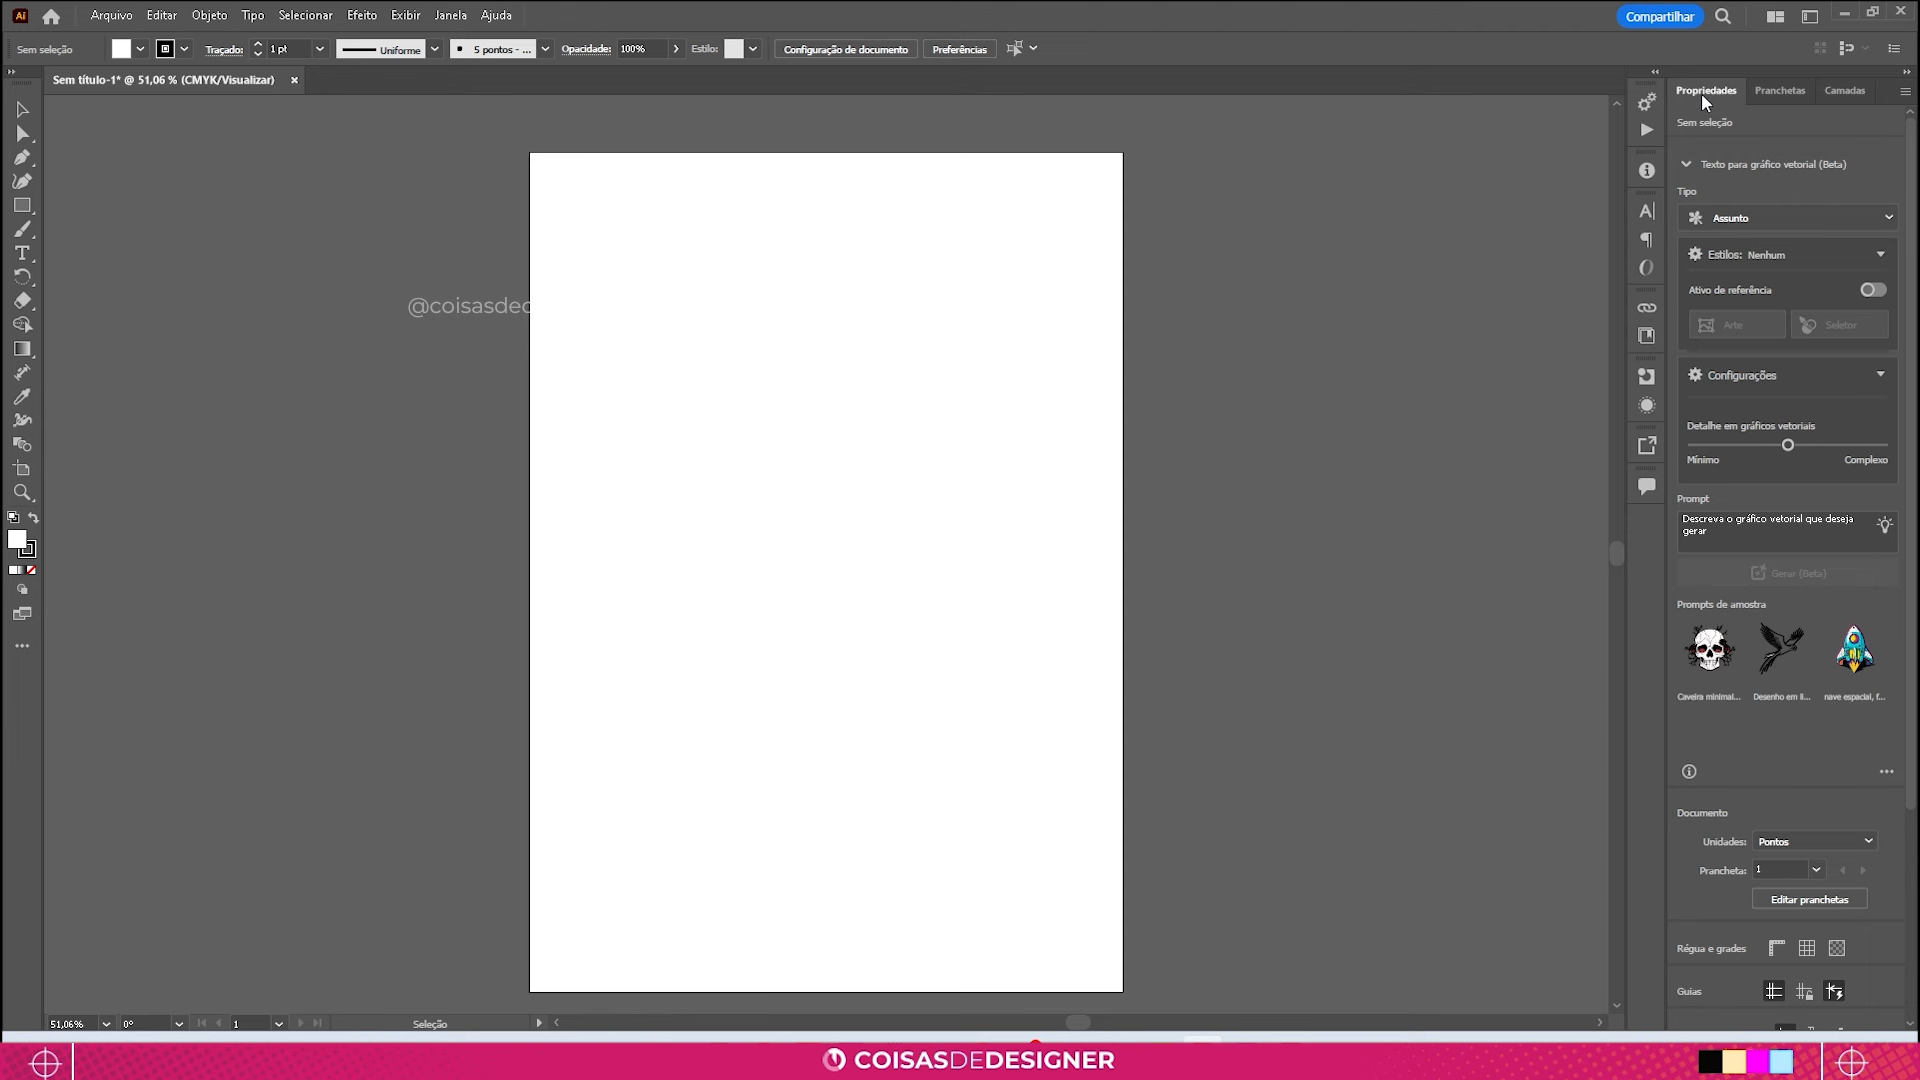 Ai Arquivo Editar Objeto Tipo Selecionar Efeito Exibir Janela Ajuda Compartilhar
Sem seleção Traçado: 1 pt Uniforme 5 pontos - ... Opacidade: 100% Estilo: Configuração de documento Preferências
Sem título-1* @ 51,06 % (CMYK/Visualizar)
Propriedades Pranchetas Camadas
Sem seleção
Texto para gráfico vetorial (Beta)
Tipo
Assunto
Estilos: Nenhum
Ativo de referência
@coisasded
Arte Seletor
Configurações
Detalhe em gráficos vetoriais
Mínimo Complexo
Prompt
Descreva o gráfico vetorial que deseja
gerar
Gerar (Beta)
Prompts de amostra
Caveira minimal... Desenho em li... nave espacial, f...
Documento
Unidades: Pontos
Prancheta: 1
Editar pranchetas
Régua e grades
Guias
51,06% 0° 1 Seleção
COISASDEDESIGNER